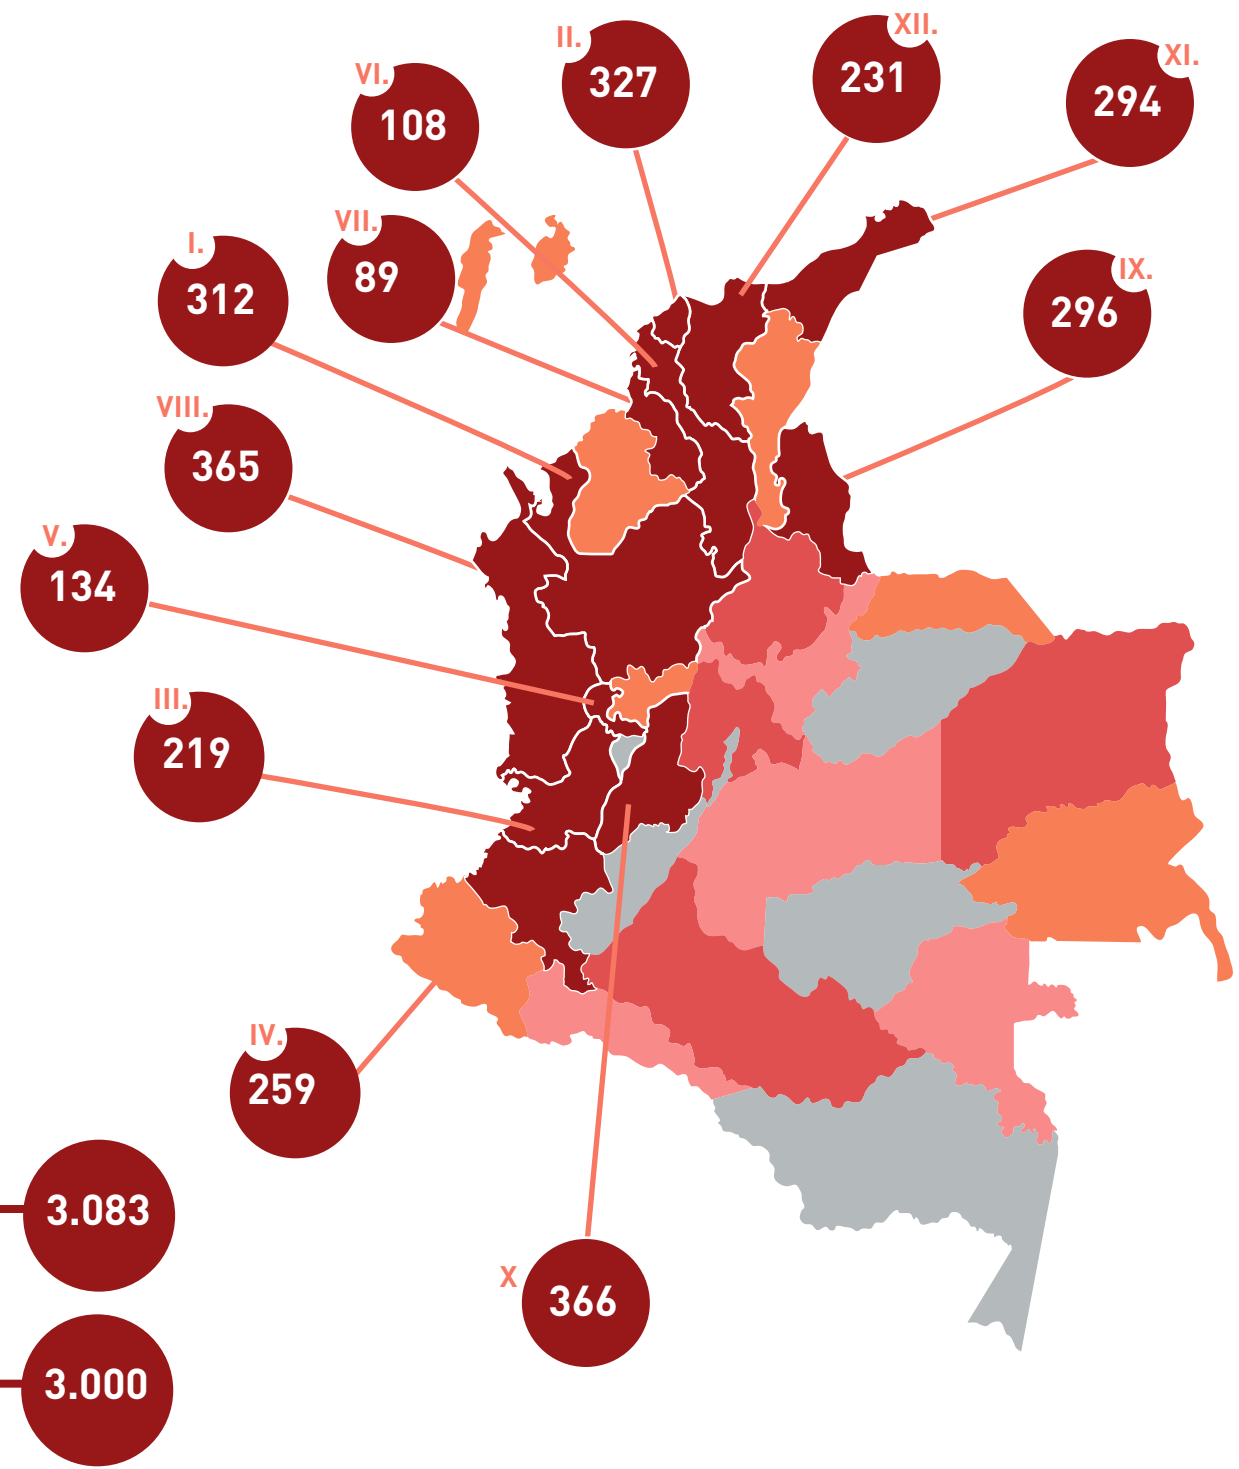 XII.
231
II.
327
XI.
294
VI.
108
VII.
89
I.
312
IX.
296
VIII.
365
V.
134
III.
219
IV.
259
3.083
X
366
3.000